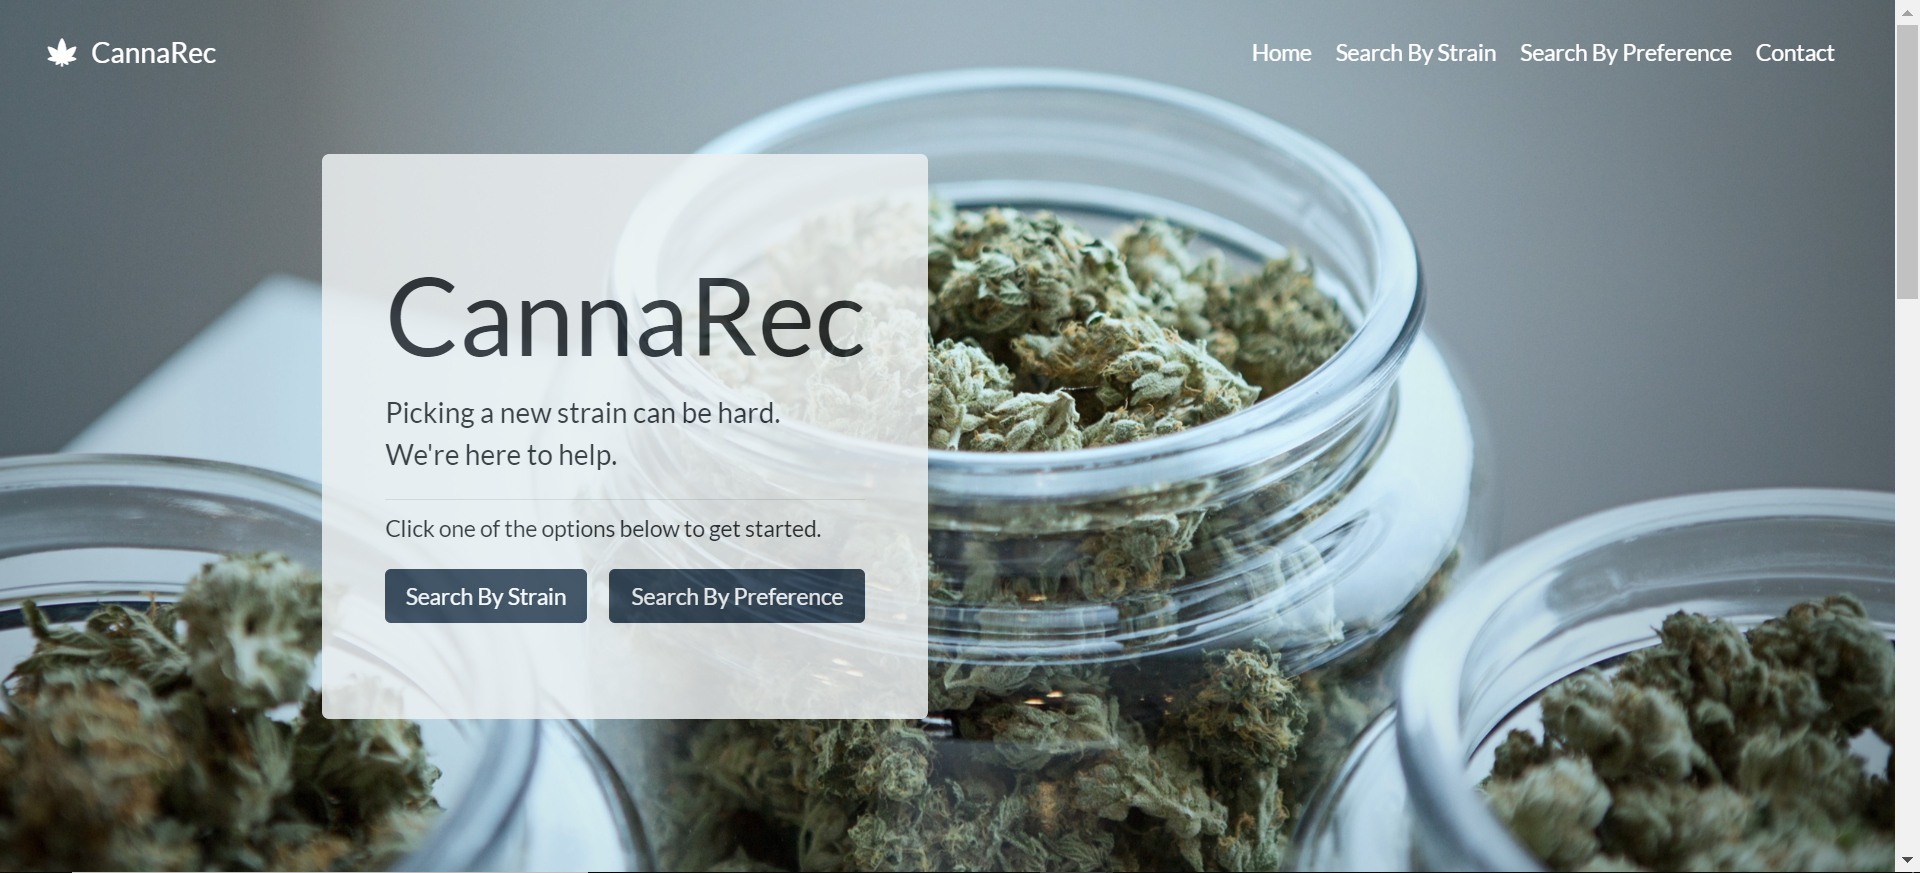 CannaRec
Home Search By Strain Search By Preference Contact
CannaRec
Picking a new strain can be hard.
We're here to help.
Click one of the options below to get started.
Search By Strain Search By Preference